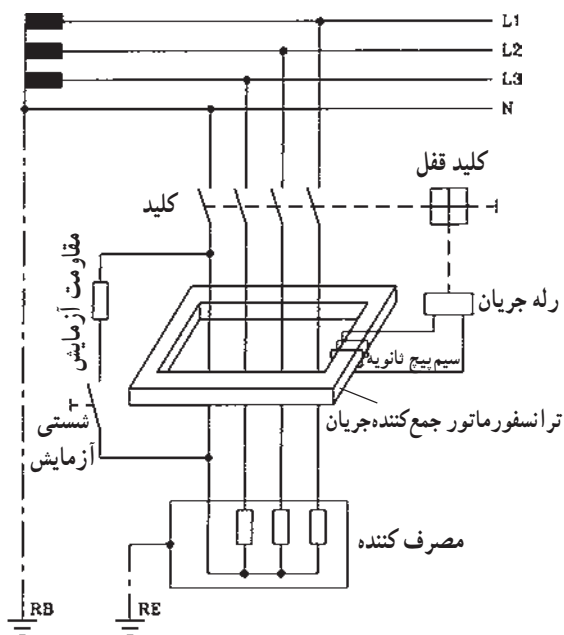 L1
L2
L3
N
کلید قفل
کلید
مقاومت آزمایش
رله جریان
سیم‌پیچ ثانویه
ترانسفورماتور جمع‌کننده‌جریان
شستی
آزمایش
مصرف کننده
RB
RE